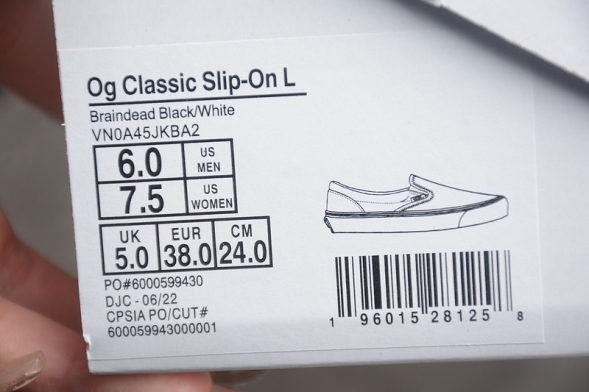 Og Classic Slip-On L
Braindead Black/White
VN0A45JKBA2
6.0 US MEN
7.5 US WOMEN
UK EUR CM
5.0 38.0 24.0
PO#6000599430
DJC - 06/22
CPSIA PO/CUT#
600059943000001
1 96015 28125 8